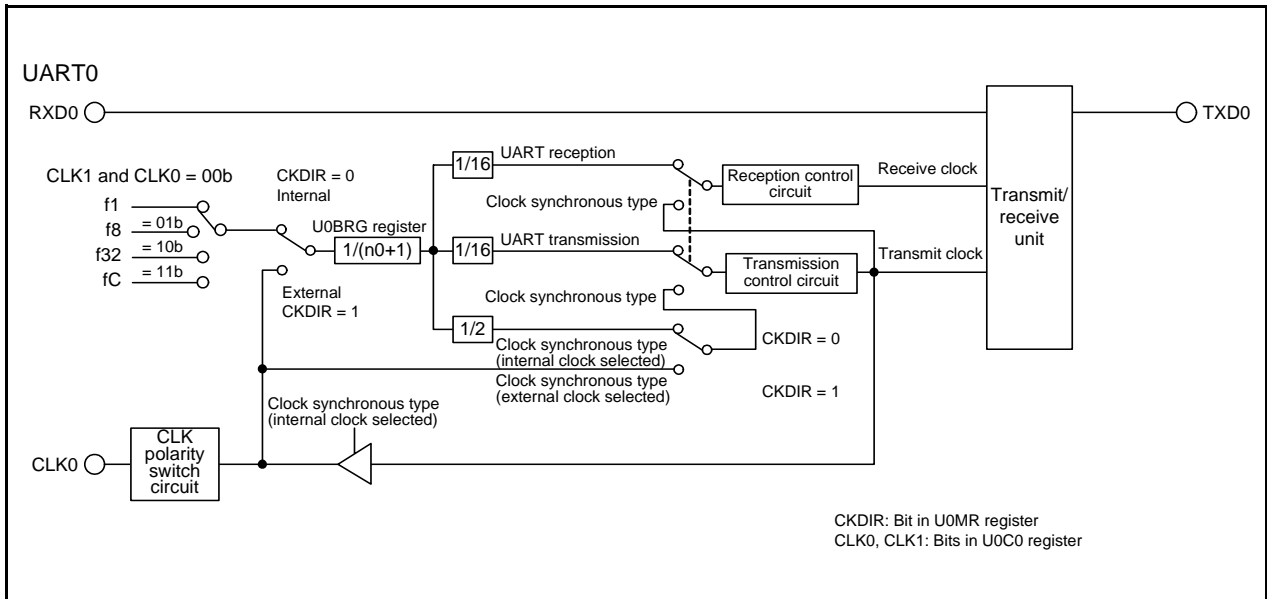 UART0
RXD0
TXD0
CLK1 and CLK0 = 00b
f1
f8
= 01b
f32
= 10b
fC
= 11b
CKDIR = 0
Internal
External
CKDIR = 1
U0BRG register
1/(n0+1)
1/16
UART reception
Clock synchronous type
1/16
UART transmission
Clock synchronous type
1/2
Clock synchronous type
(internal clock selected)
Clock synchronous type
(external clock selected)
CKDIR = 0
CKDIR = 1
Reception control
circuit
Receive clock
Transmission
control circuit
Transmit clock
Transmit/
receive
unit
Clock synchronous type
(internal clock selected)
CLK0
CLK
polarity
switch
circuit
CKDIR: Bit in U0MR register
CLK0, CLK1: Bits in U0C0 register